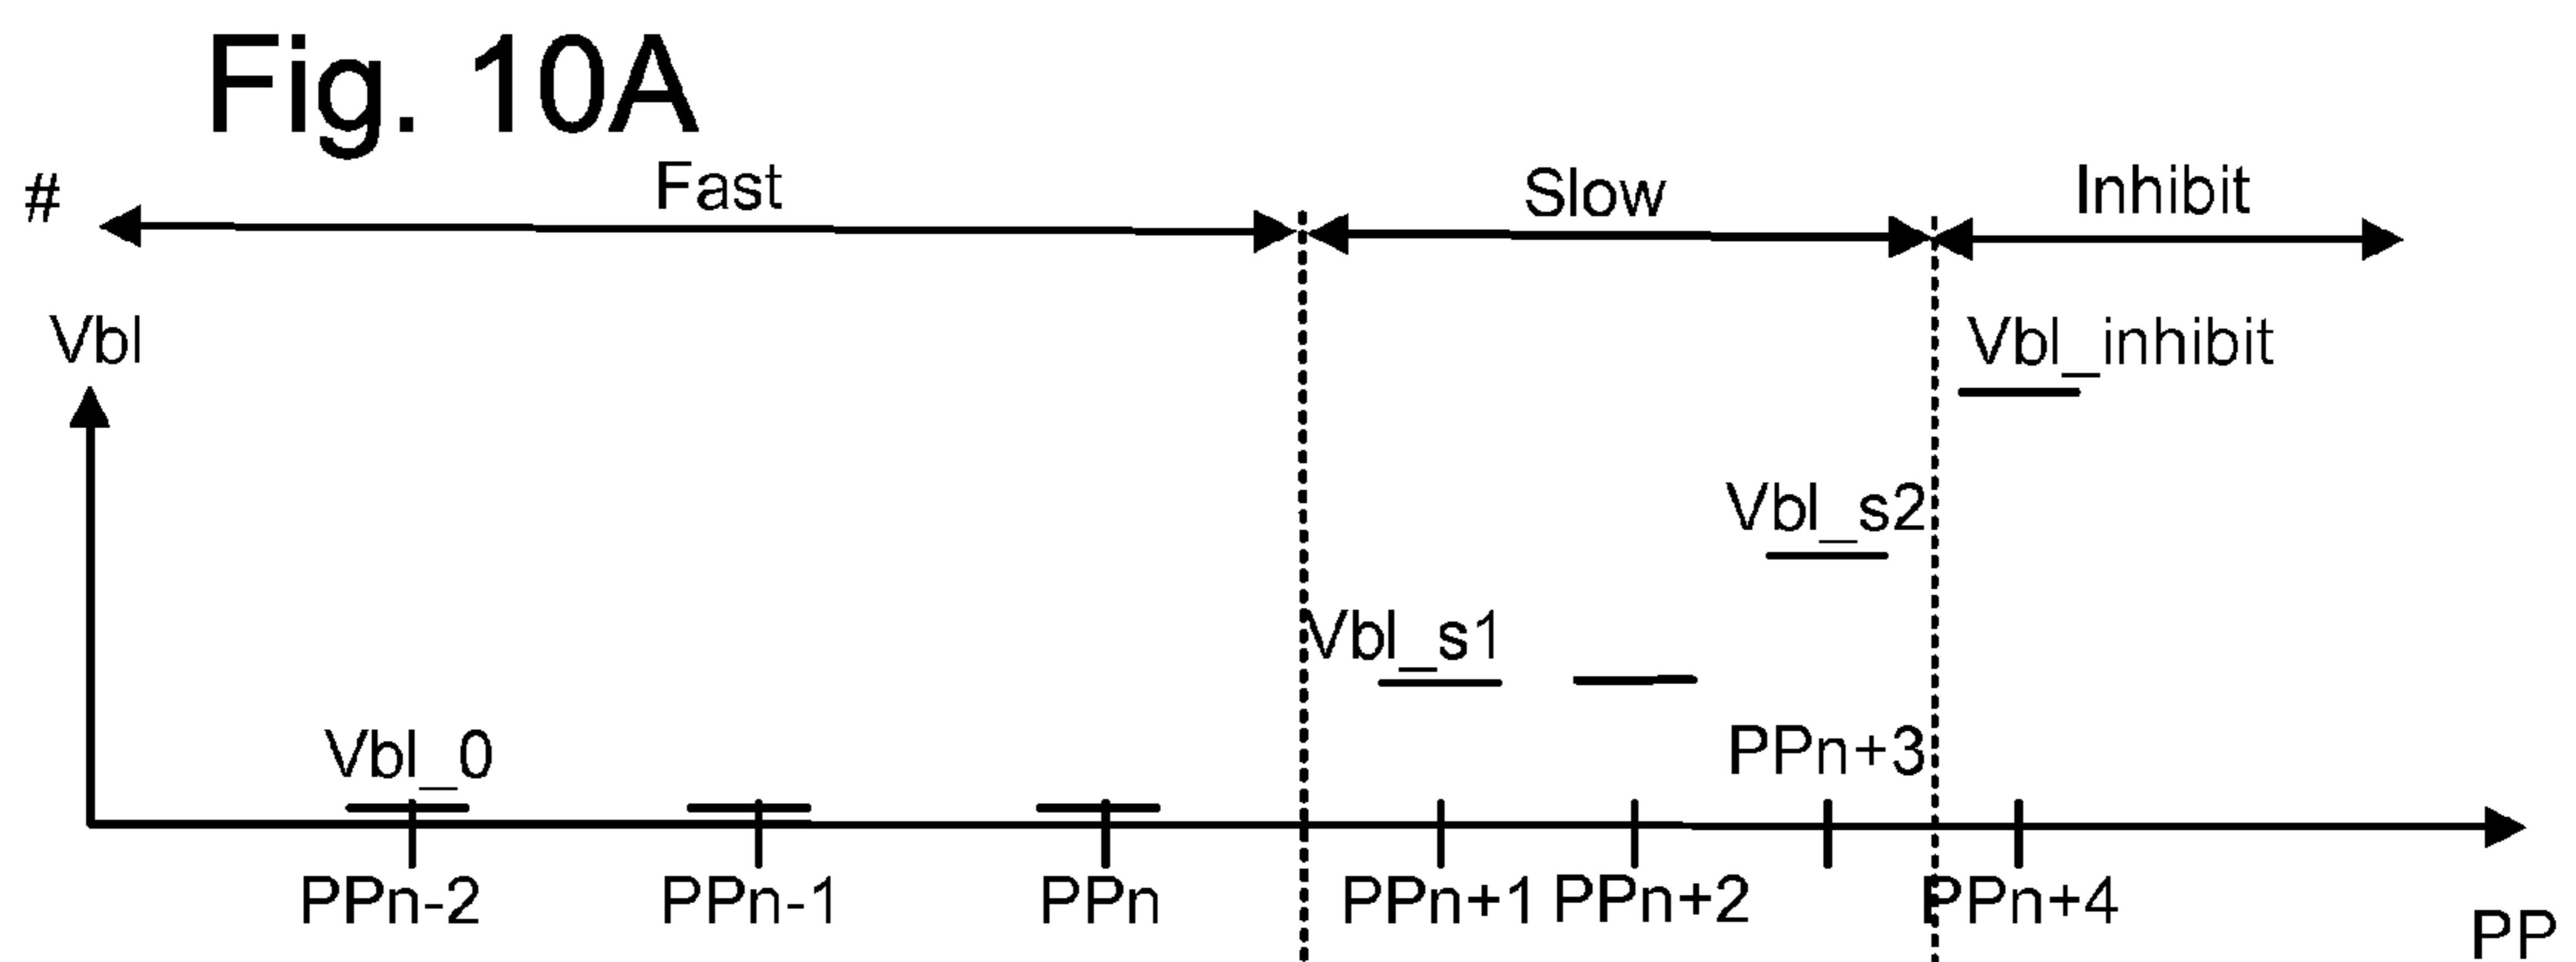 Fig. 10A
# Fast Slow Inhibit
Vbl Vbl_inhibit
Vbl_s2
Vbl_s1
Vbl_0 PPn+3
PPn-2 PPn-1 PPn PPn+1 PPn+2 PPn+4
PP